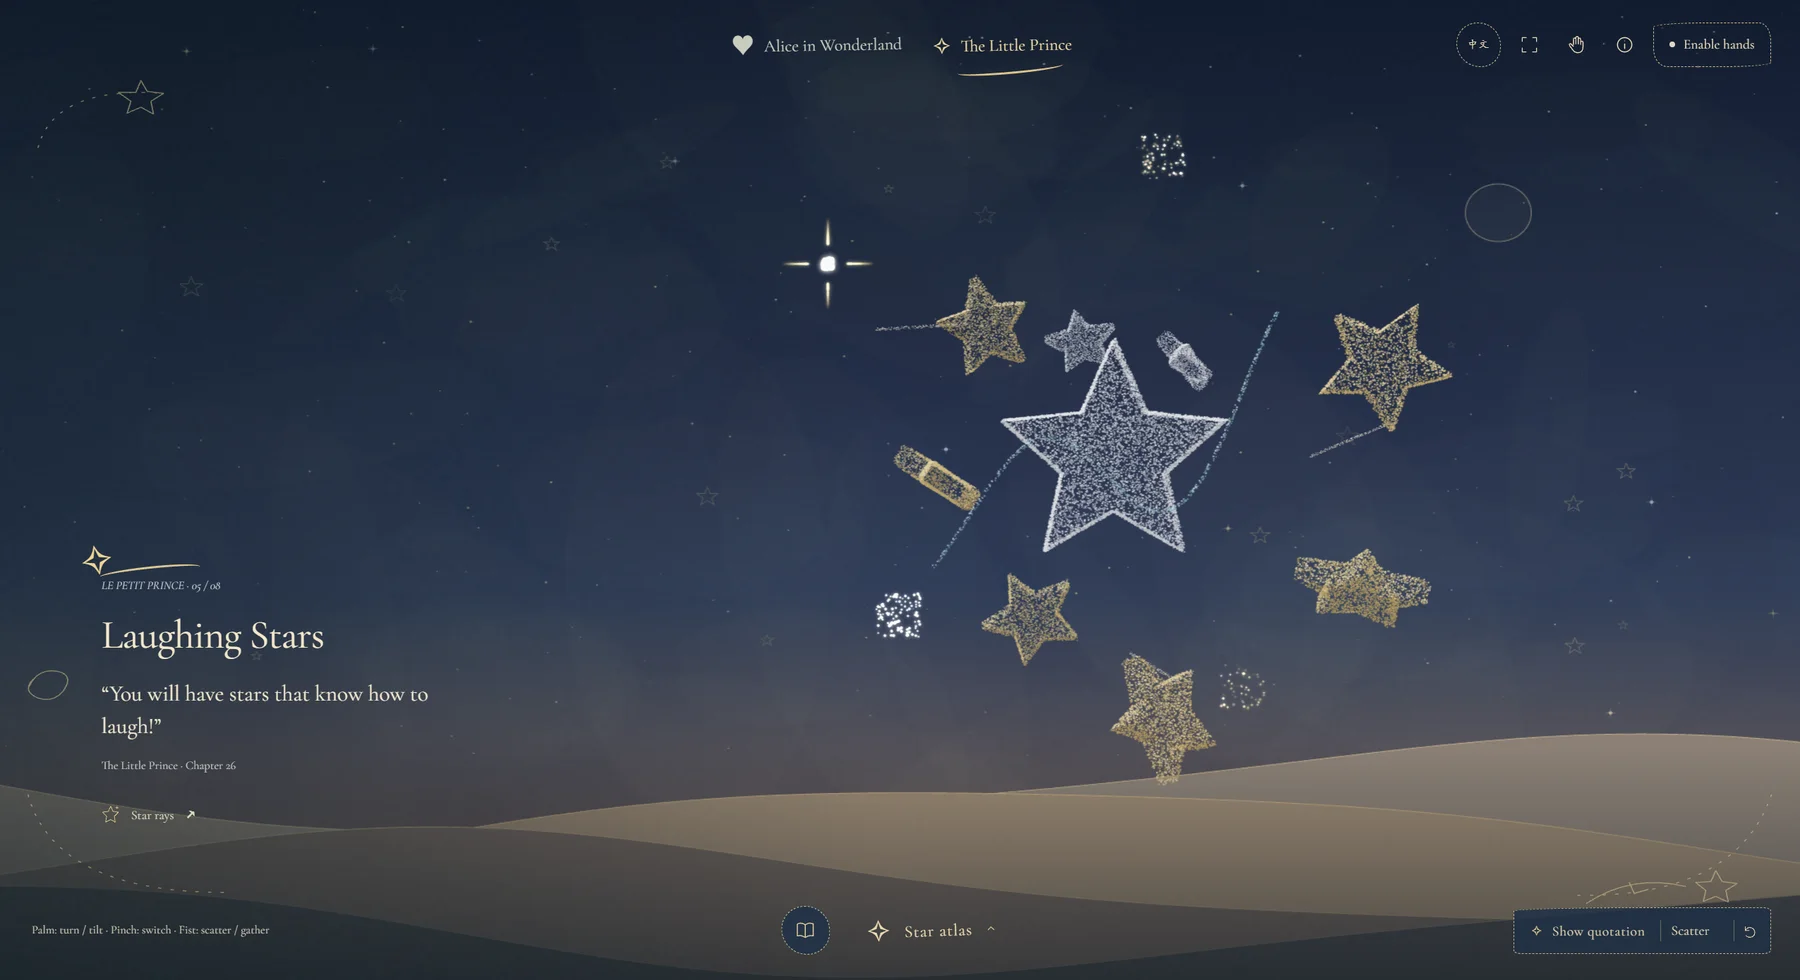 Alice in Wonderland
The Little Prince
中文
Enable hands
LE PETIT PRINCE · 05 / 08
Laughing Stars
“You will have stars that know how to
laugh!”
The Little Prince · Chapter 26
Star rays
Palm: turn / tilt · Pinch: switch · Fist: scatter / gather
Star atlas
Show quotation
Scatter